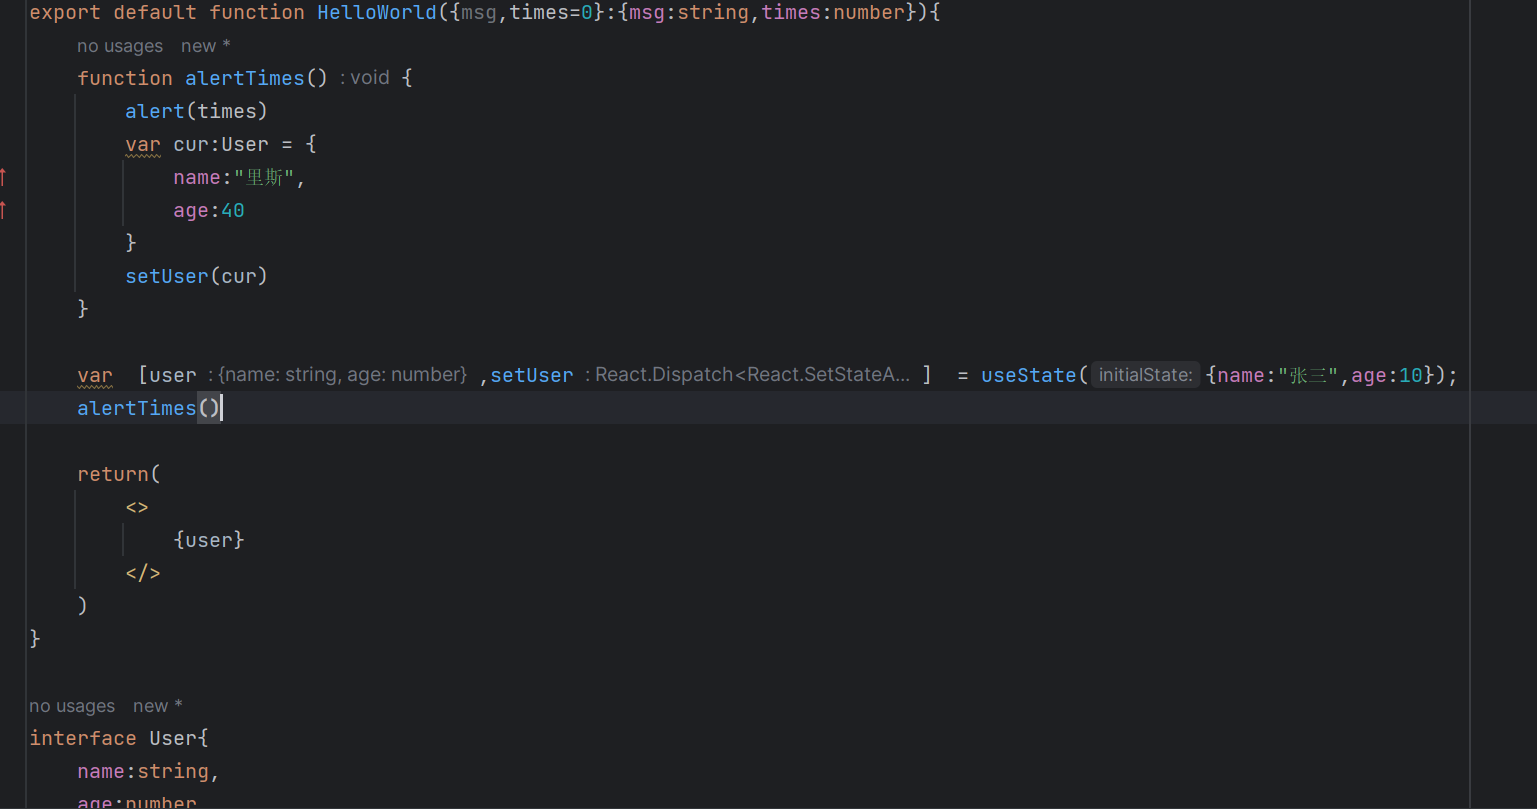 export default function HelloWorld({msg,times=0}:{msg:string,times:number}){
no usages   new *
function alertTimes() : void {
alert(times)
var cur:User = {
name:"里斯",
age:40
}
setUser(cur)
}
var  [user : {name: string, age: number} ,setUser : React.Dispatch<React.SetStateA... ]  = useState( initialState: {name:"张三",age:10});
alertTimes()
return(
<>
{user}
</>
)
}
no usages   new *
interface User{
name:string,
age:number